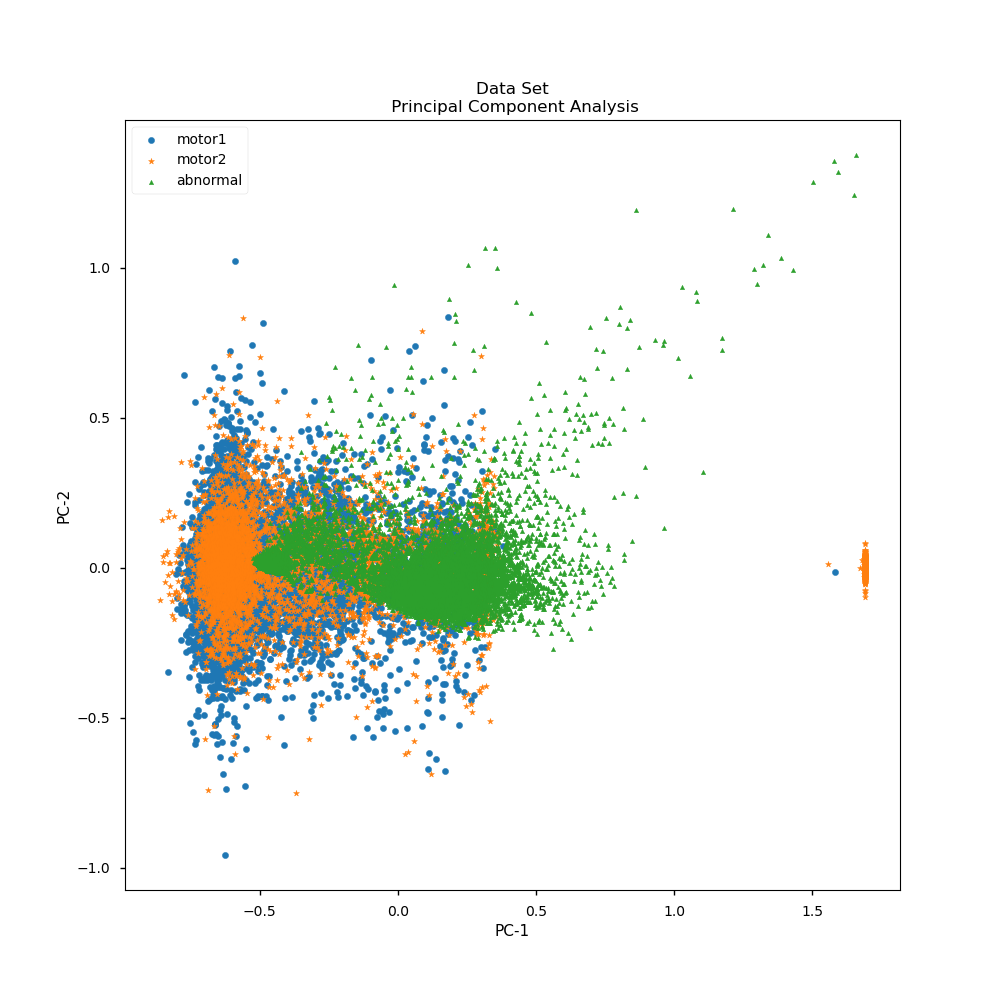 Data Set
Principal Component Analysis
motor1
motor2
abnormal
1.0
0.5
0.0
−0.5
−1.0
PC-2
−0.5
0.0
0.5
1.0
1.5
PC-1